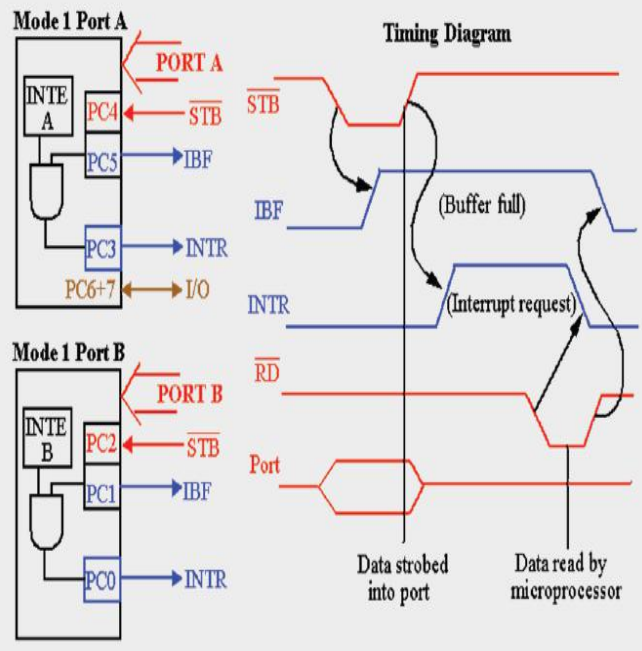 Mode 1 Port A
PORT A
INTE
A
PC4
STB
PC5
IBF
PC3
INTR
PC6+7
I/O
Mode 1 Port B
PORT B
INTE
B
PC2
STB
PC1
IBF
PC0
INTR
Timing Diagram
STB
IBF
(Buffer full)
INTR
(Interrupt request)
RD
Port
Data strobed
into port
Data read by
microprocessor